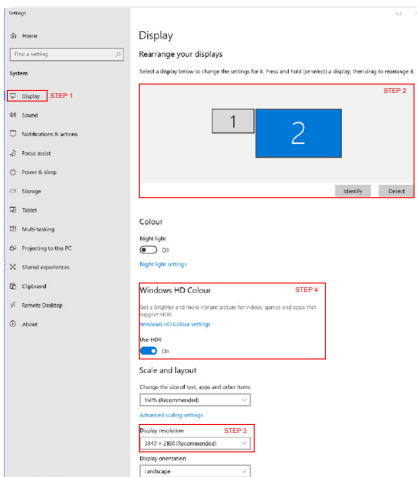 Settings
Home
Find a setting
System
Display STEP 1
Sound
Notifications & actions
Focus assist
Power & sleep
Storage
Tablet
Multi-tasking
Projecting to this PC
Shared experiences
Clipboard
Remote Desktop
About
Display
Rearrange your displays
Select a display below to change the settings for it. Press and hold (or select) a display, then drag to rearrange it.
STEP 2
1 2
Identify Detect
Colour
Night light
Off
Night light settings
Windows HD Colour STEP 4
Get a brighter and more vibrant picture for videos, games and apps that
support HDR.
Windows HD Colour settings
Use HDR
On
Scale and layout
Change the size of text, apps and other items
150% (Recommended)
Advanced scaling settings
Display resolution STEP 3
3840 × 2160 (Recommended)
Display orientation
Landscape